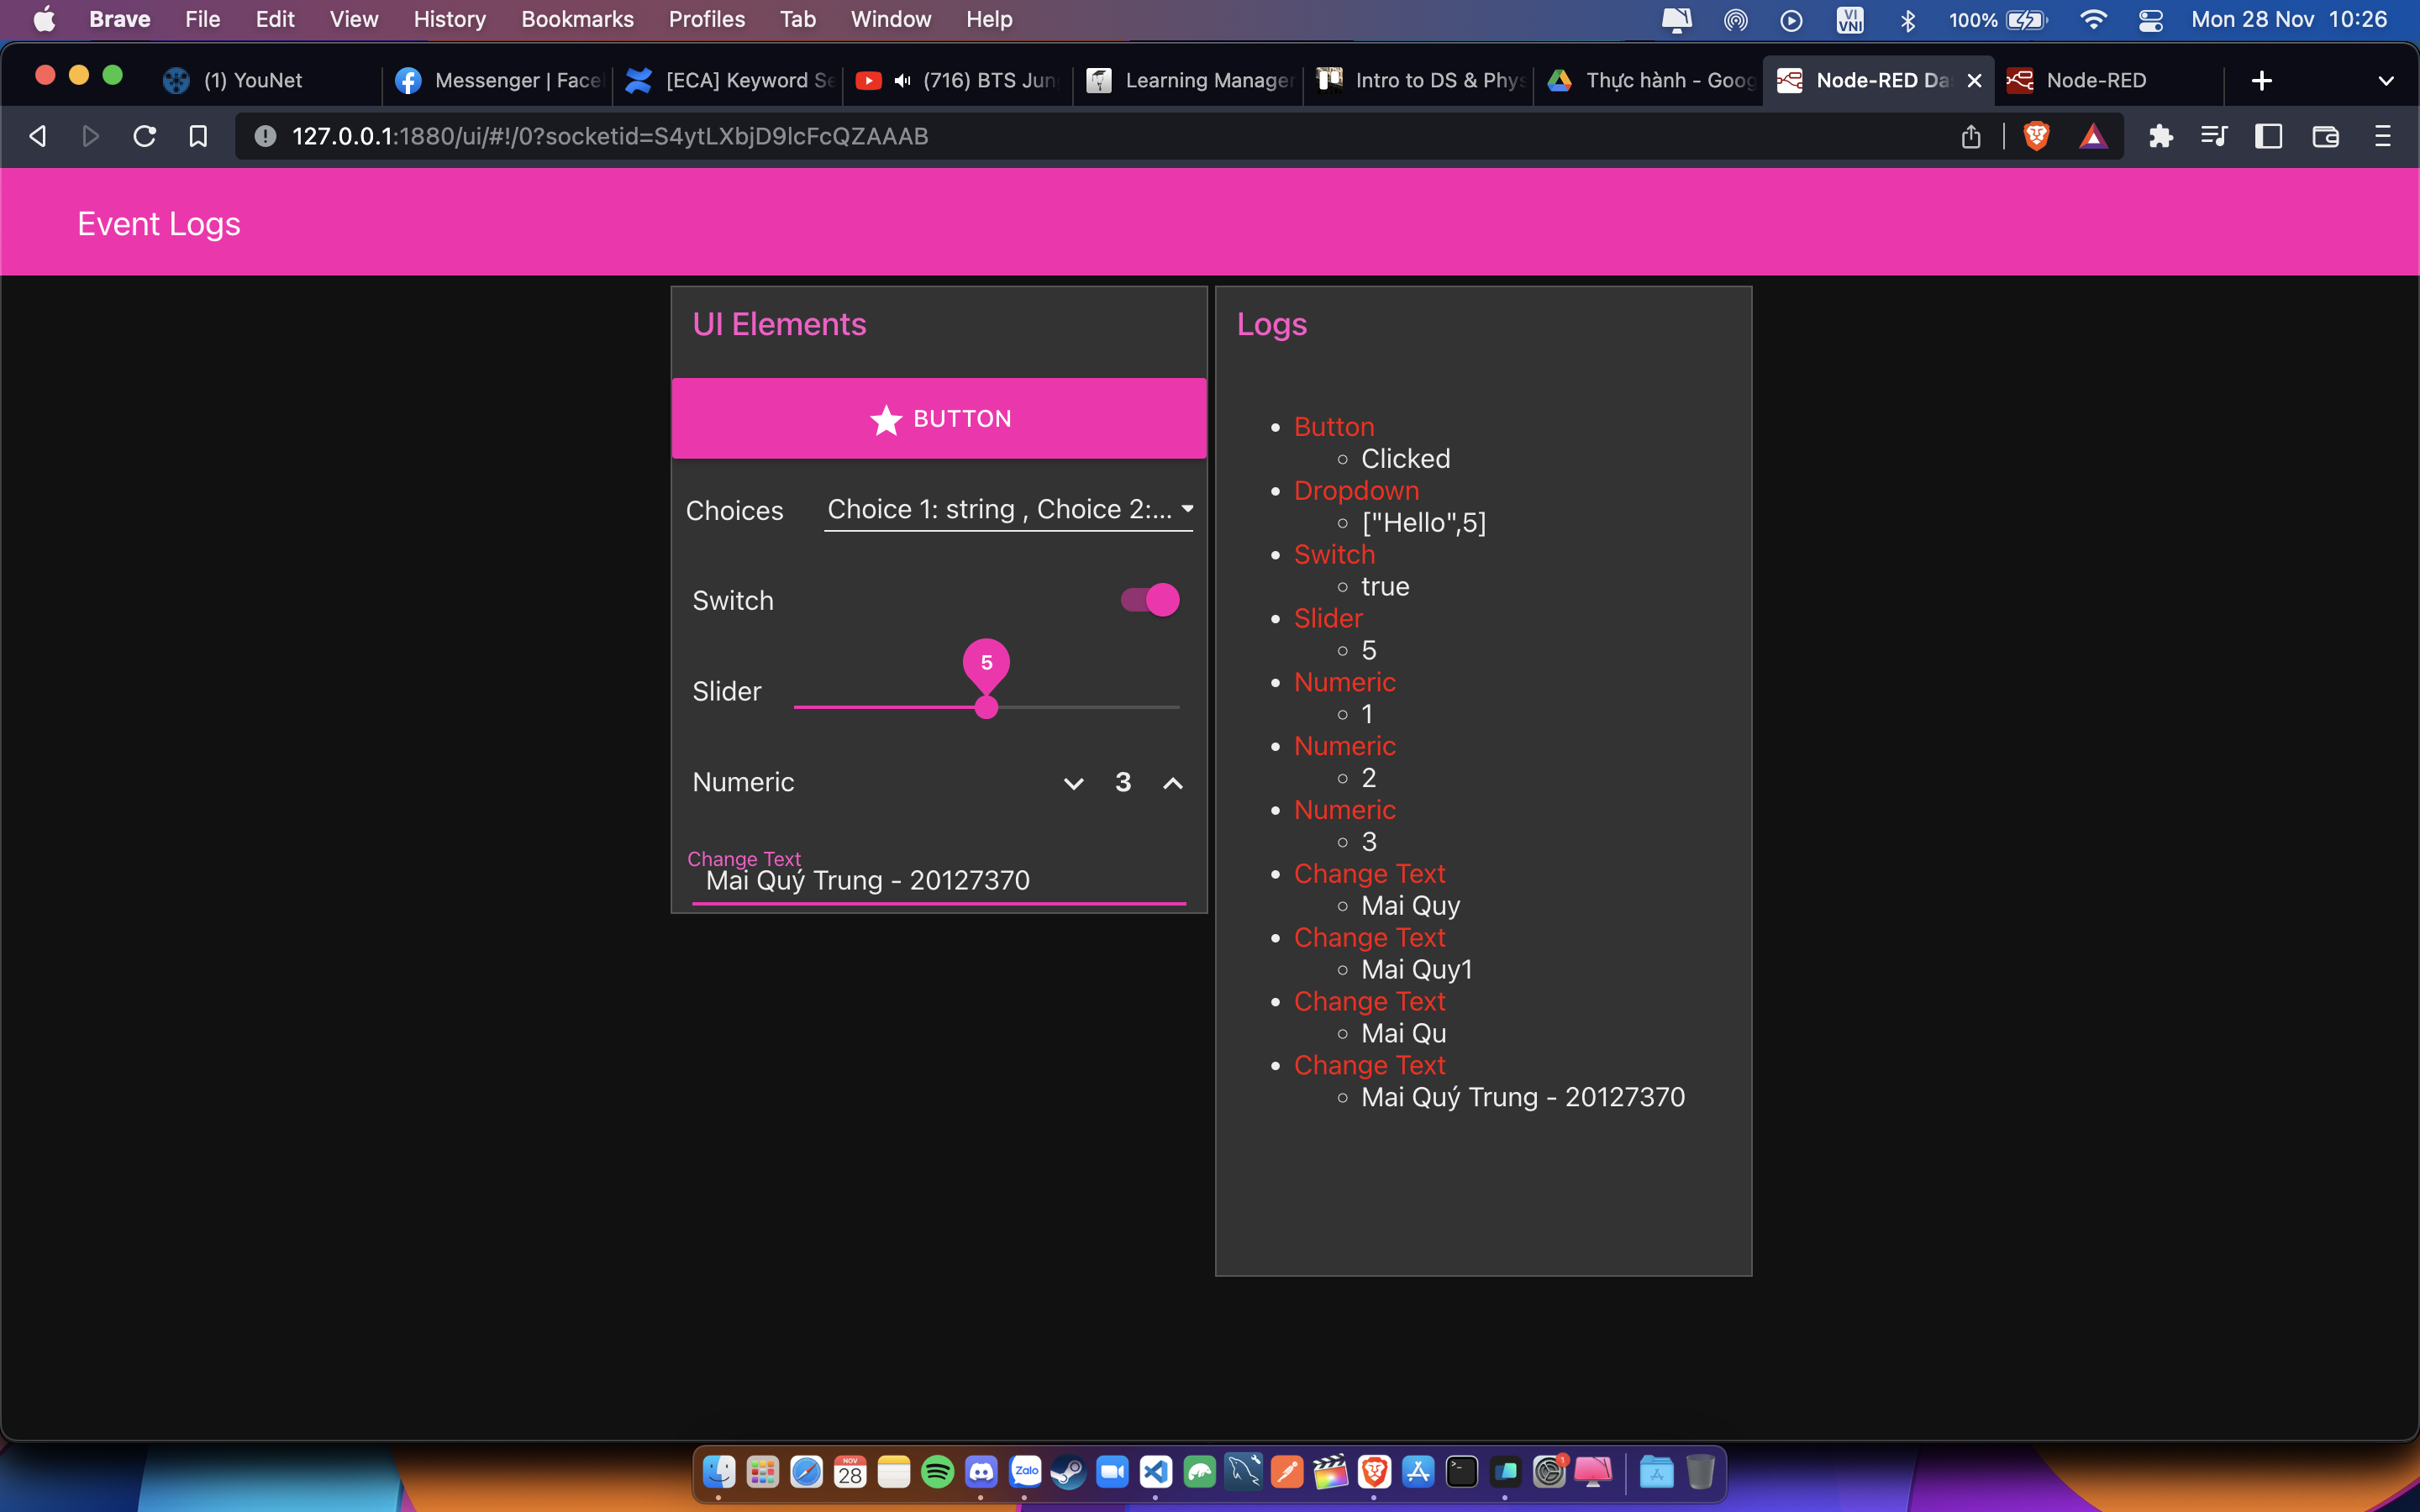 Brave File Edit View History Bookmarks Profiles Tab Window Help VI VNI 100% Mon 28 Nov 10:26
(1) YouNet Messenger | Face [ECA] Keyword Se (716) BTS Jun Learning Manager Intro to DS & Phys Thực hành - Goog Node-RED Da Node-RED
127.0.0.1:1880/ui/#!/0?socketid=S4ytLXbjD9lcFcQZAAAB
Event Logs
UI Elements
BUTTON
Choices Choice 1: string , Choice 2:...
Switch
5
Slider
Numeric 3
Change Text
Mai Quý Trung - 20127370
Logs
Button
Clicked
Dropdown
["Hello",5]
Switch
true
Slider
5
Numeric
1
Numeric
2
Numeric
3
Change Text
Mai Quy
Change Text
Mai Quy1
Change Text
Mai Qu
Change Text
Mai Quý Trung - 20127370
NOV
28
Zalo
1